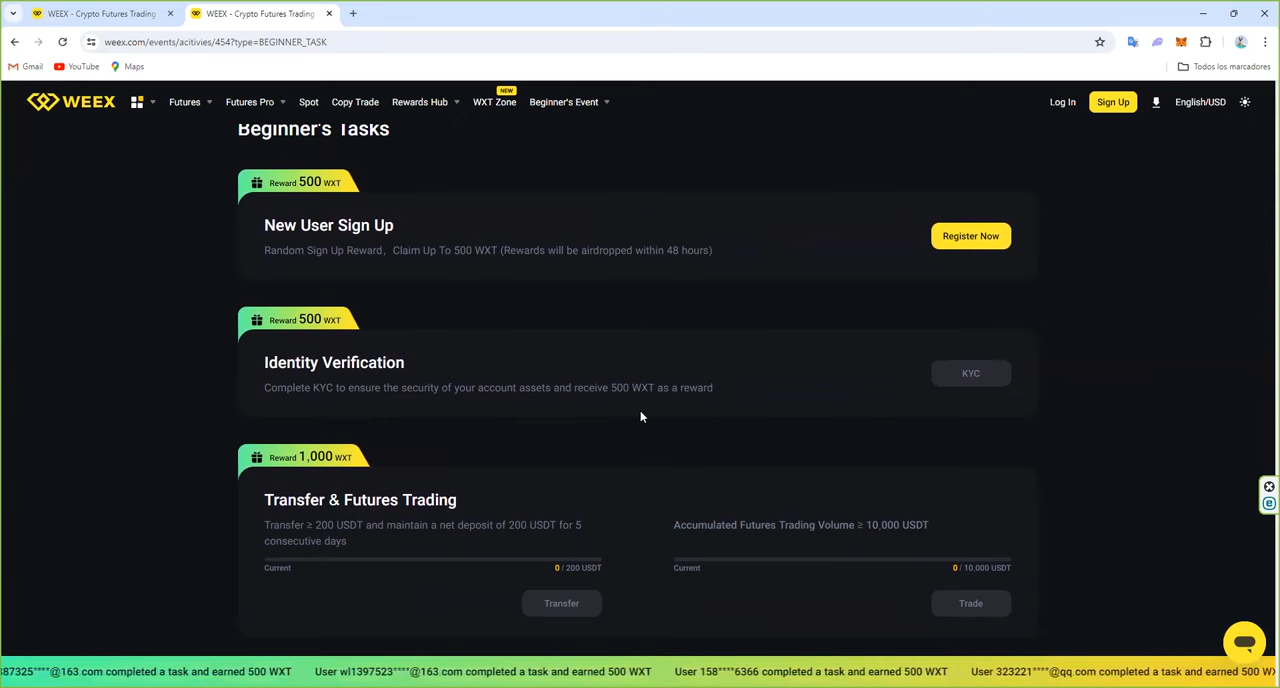 WEEX - Crypto Futures Trading
WEEX - Crypto Futures Trading
weex.com/events/acitivies/454?type=BEGINNER_TASK
Gmail
YouTube
Maps
Todos los marcadores
WEEX
Futures
Futures Pro
Spot
Copy Trade
Rewards Hub
WXT Zone
NEW
Beginner's Event
Log In
Sign Up
English/USD
Beginner's Tasks
Reward 500 WXT
New User Sign Up
Random Sign Up Reward, Claim Up To 500 WXT (Rewards will be airdropped within 48 hours)
Register Now
Reward 500 WXT
Identity Verification
Complete KYC to ensure the security of your account assets and receive 500 WXT as a reward
KYC
Reward 1,000 WXT
Transfer & Futures Trading
Transfer ≥ 200 USDT and maintain a net deposit of 200 USDT for 5
consecutive days
Current
0 / 200 USDT
Transfer
Accumulated Futures Trading Volume ≥ 10,000 USDT
Current
0 / 10,000 USDT
Trade
387325****@163.com completed a task and earned 500 WXT
User wl1397523****@163.com completed a task and earned 500 WXT
User 158****6366 completed a task and earned 500 WXT
User 323221****@qq.com completed a task and earned 500